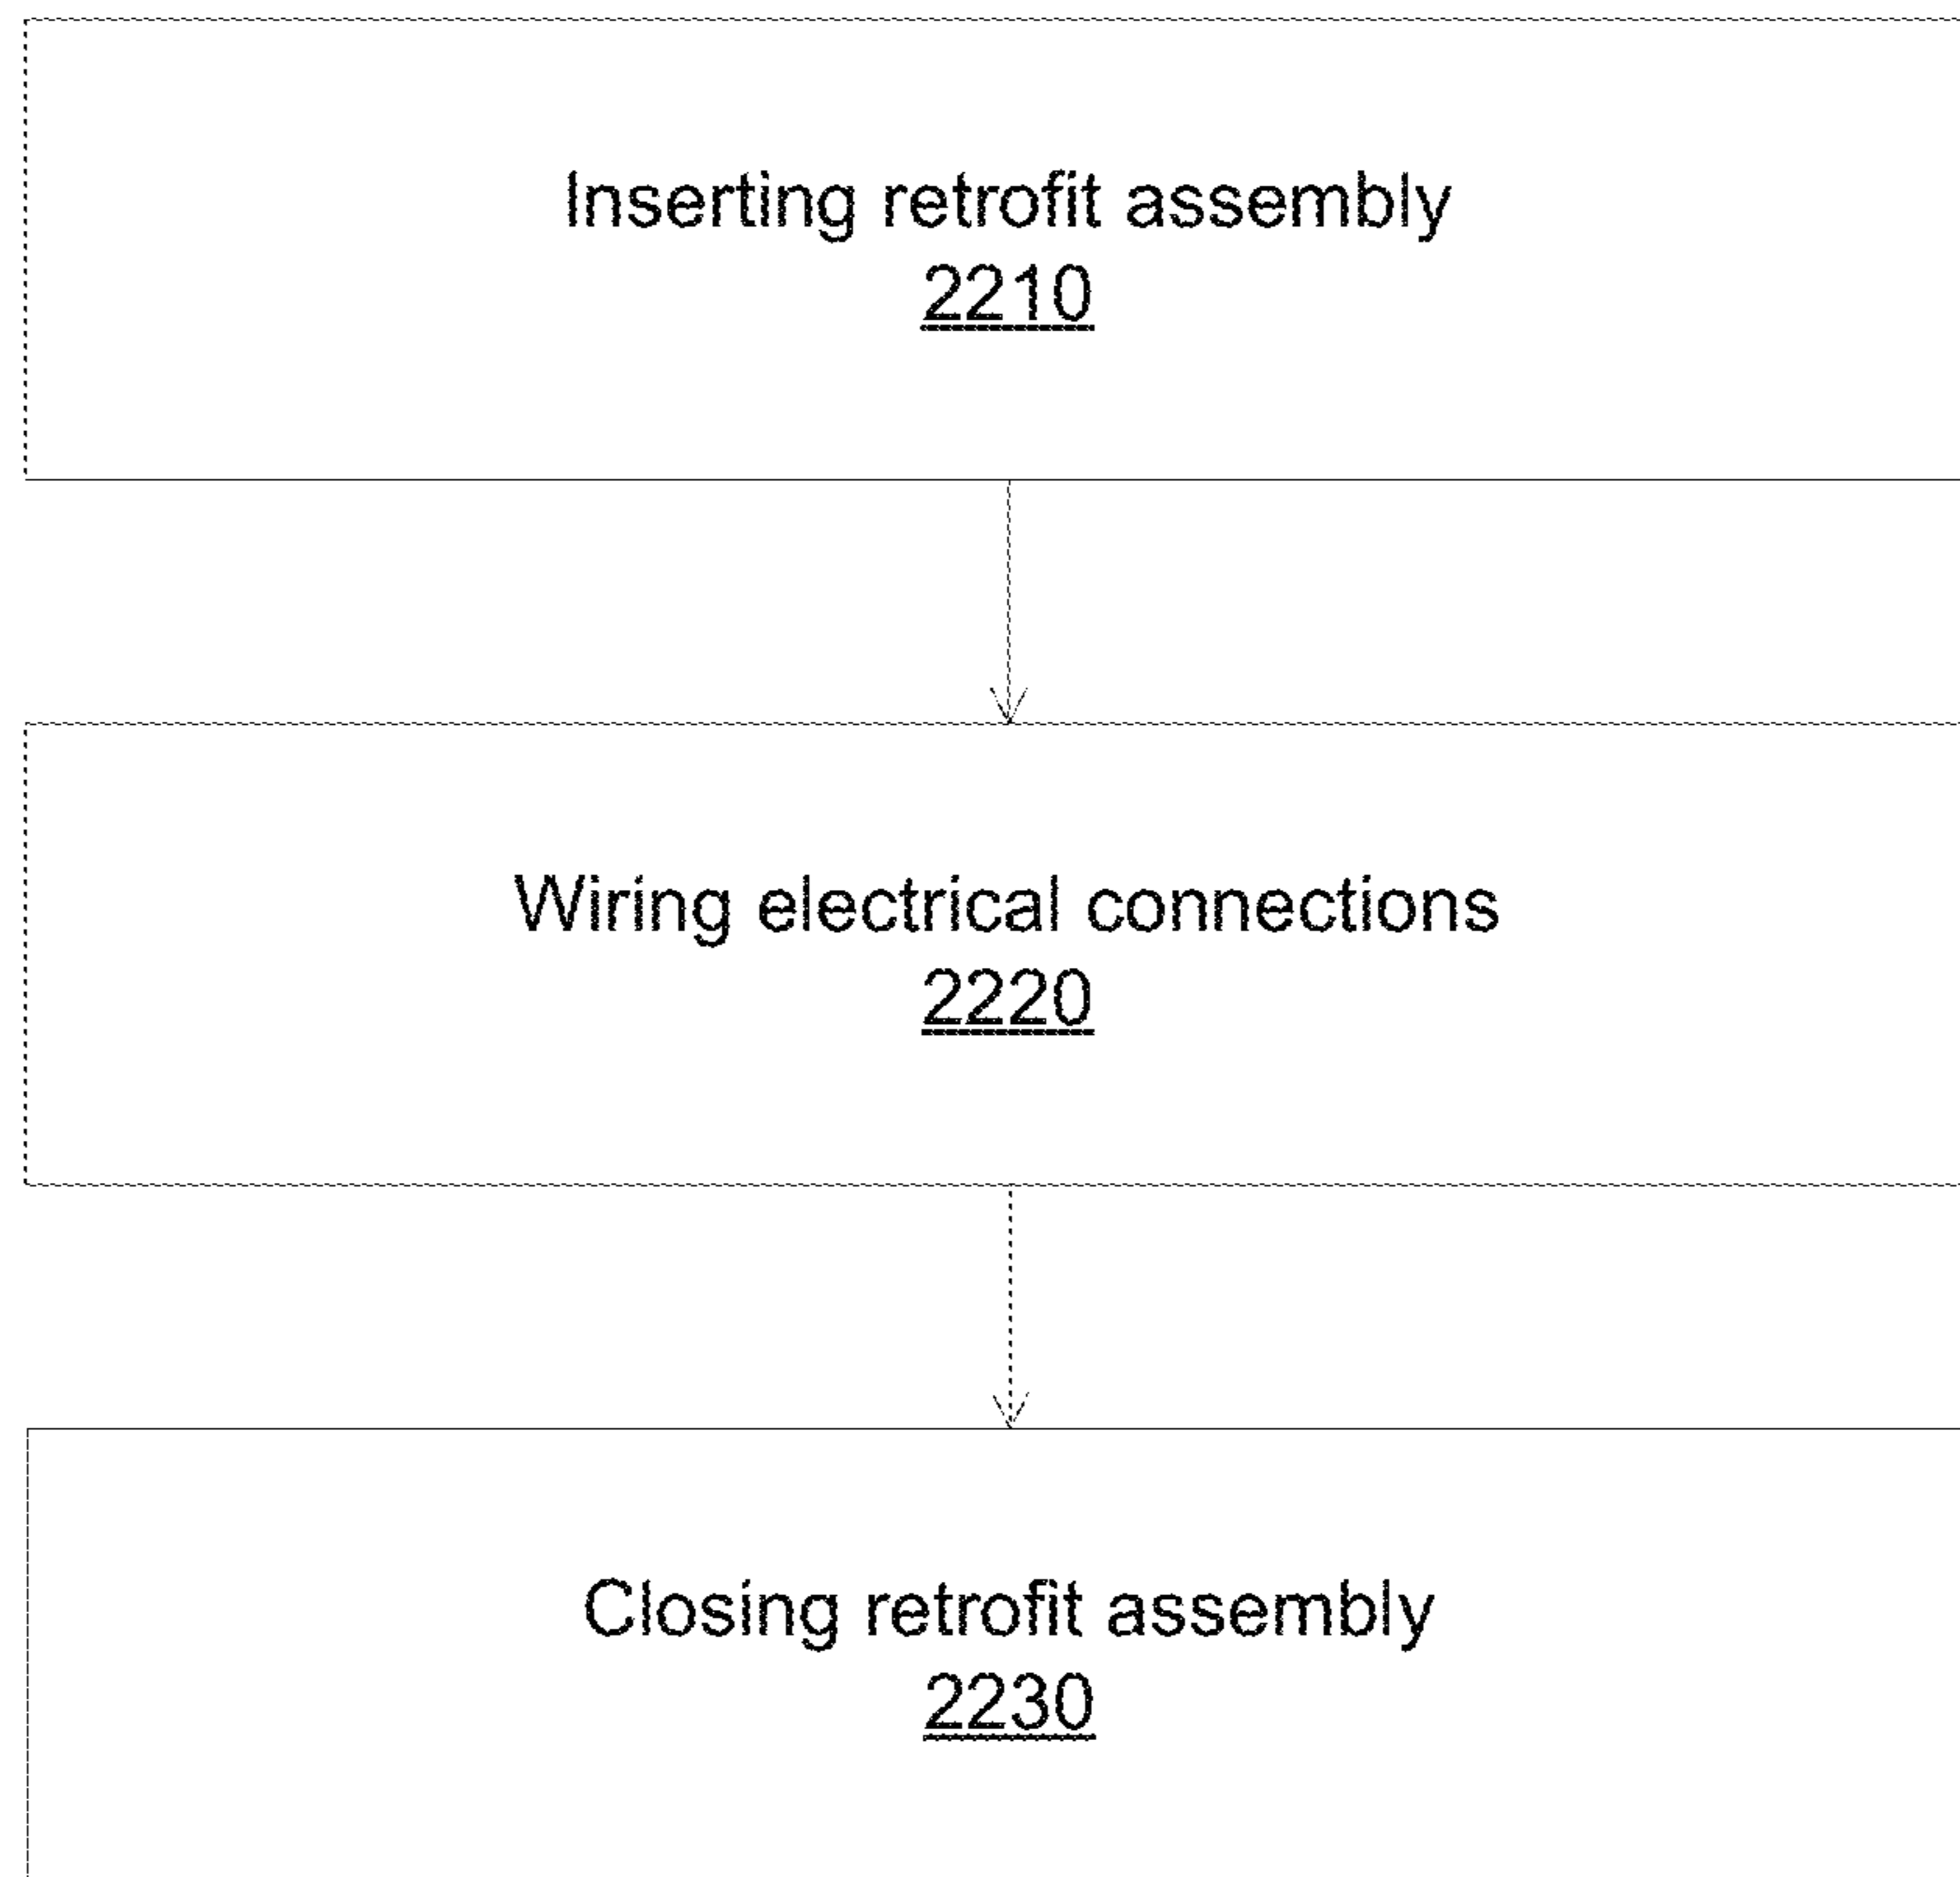 Inserting retrofit assembly
2210
Wiring electrical connections
2220
Closing retrofit assembly
2230